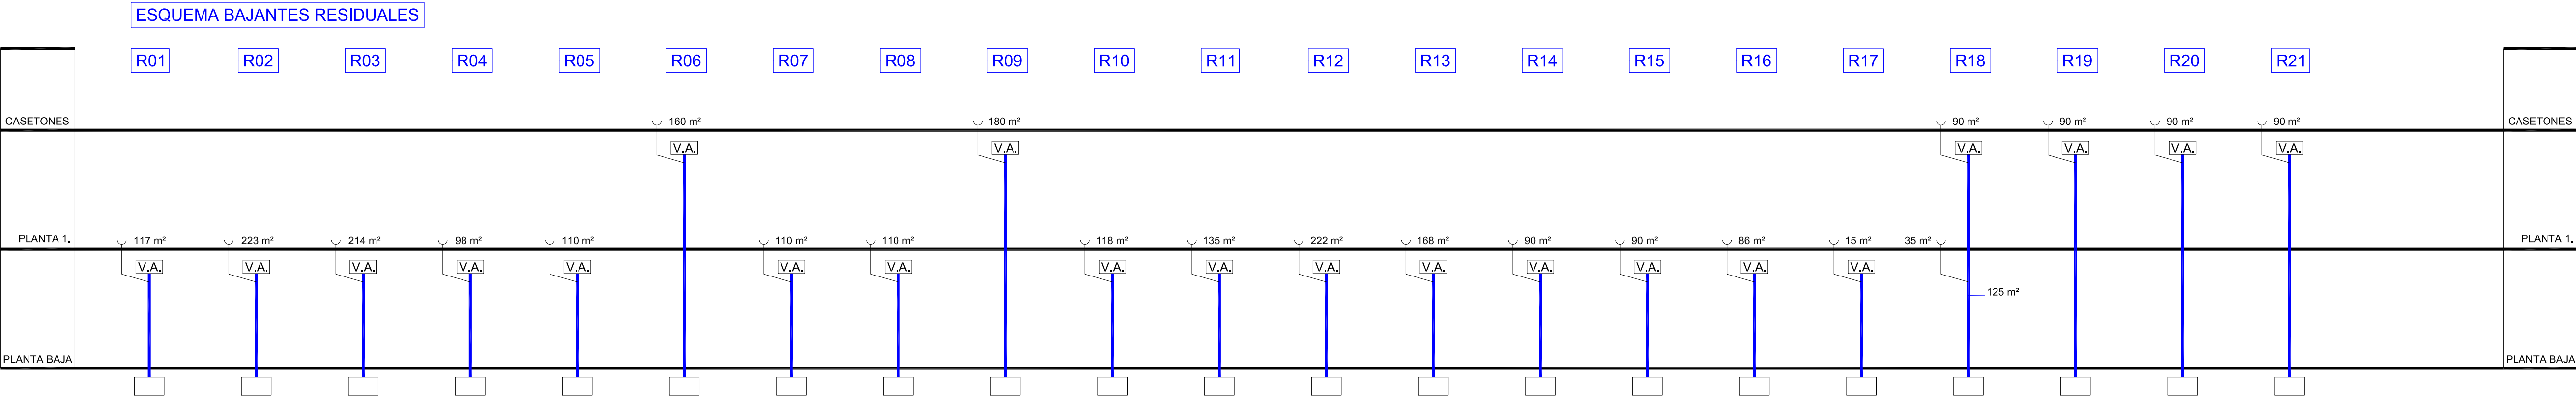 ESQUEMA BAJANTES RESIDUALES
R01 R02 R03 R04 R05 R06 R07 R08 R09 R10 R11 R12 R13 R14 R15 R16 R17 R18 R19 R20 R21
CASETONES 160 m² 180 m² 90 m² 90 m² 90 m² 90 m² CASETONES
V.A. V.A. V.A. V.A. V.A. V.A.
PLANTA 1. 117 m² 223 m² 214 m² 98 m² 110 m² 110 m² 110 m² 118 m² 135 m² 222 m² 168 m² 90 m² 90 m² 86 m² 15 m² 35 m² PLANTA 1.
V.A. V.A. V.A. V.A. V.A. V.A. V.A. V.A. V.A. V.A. V.A. V.A. V.A. V.A. V.A.
125 m²
PLANTA BAJA PLANTA BAJA